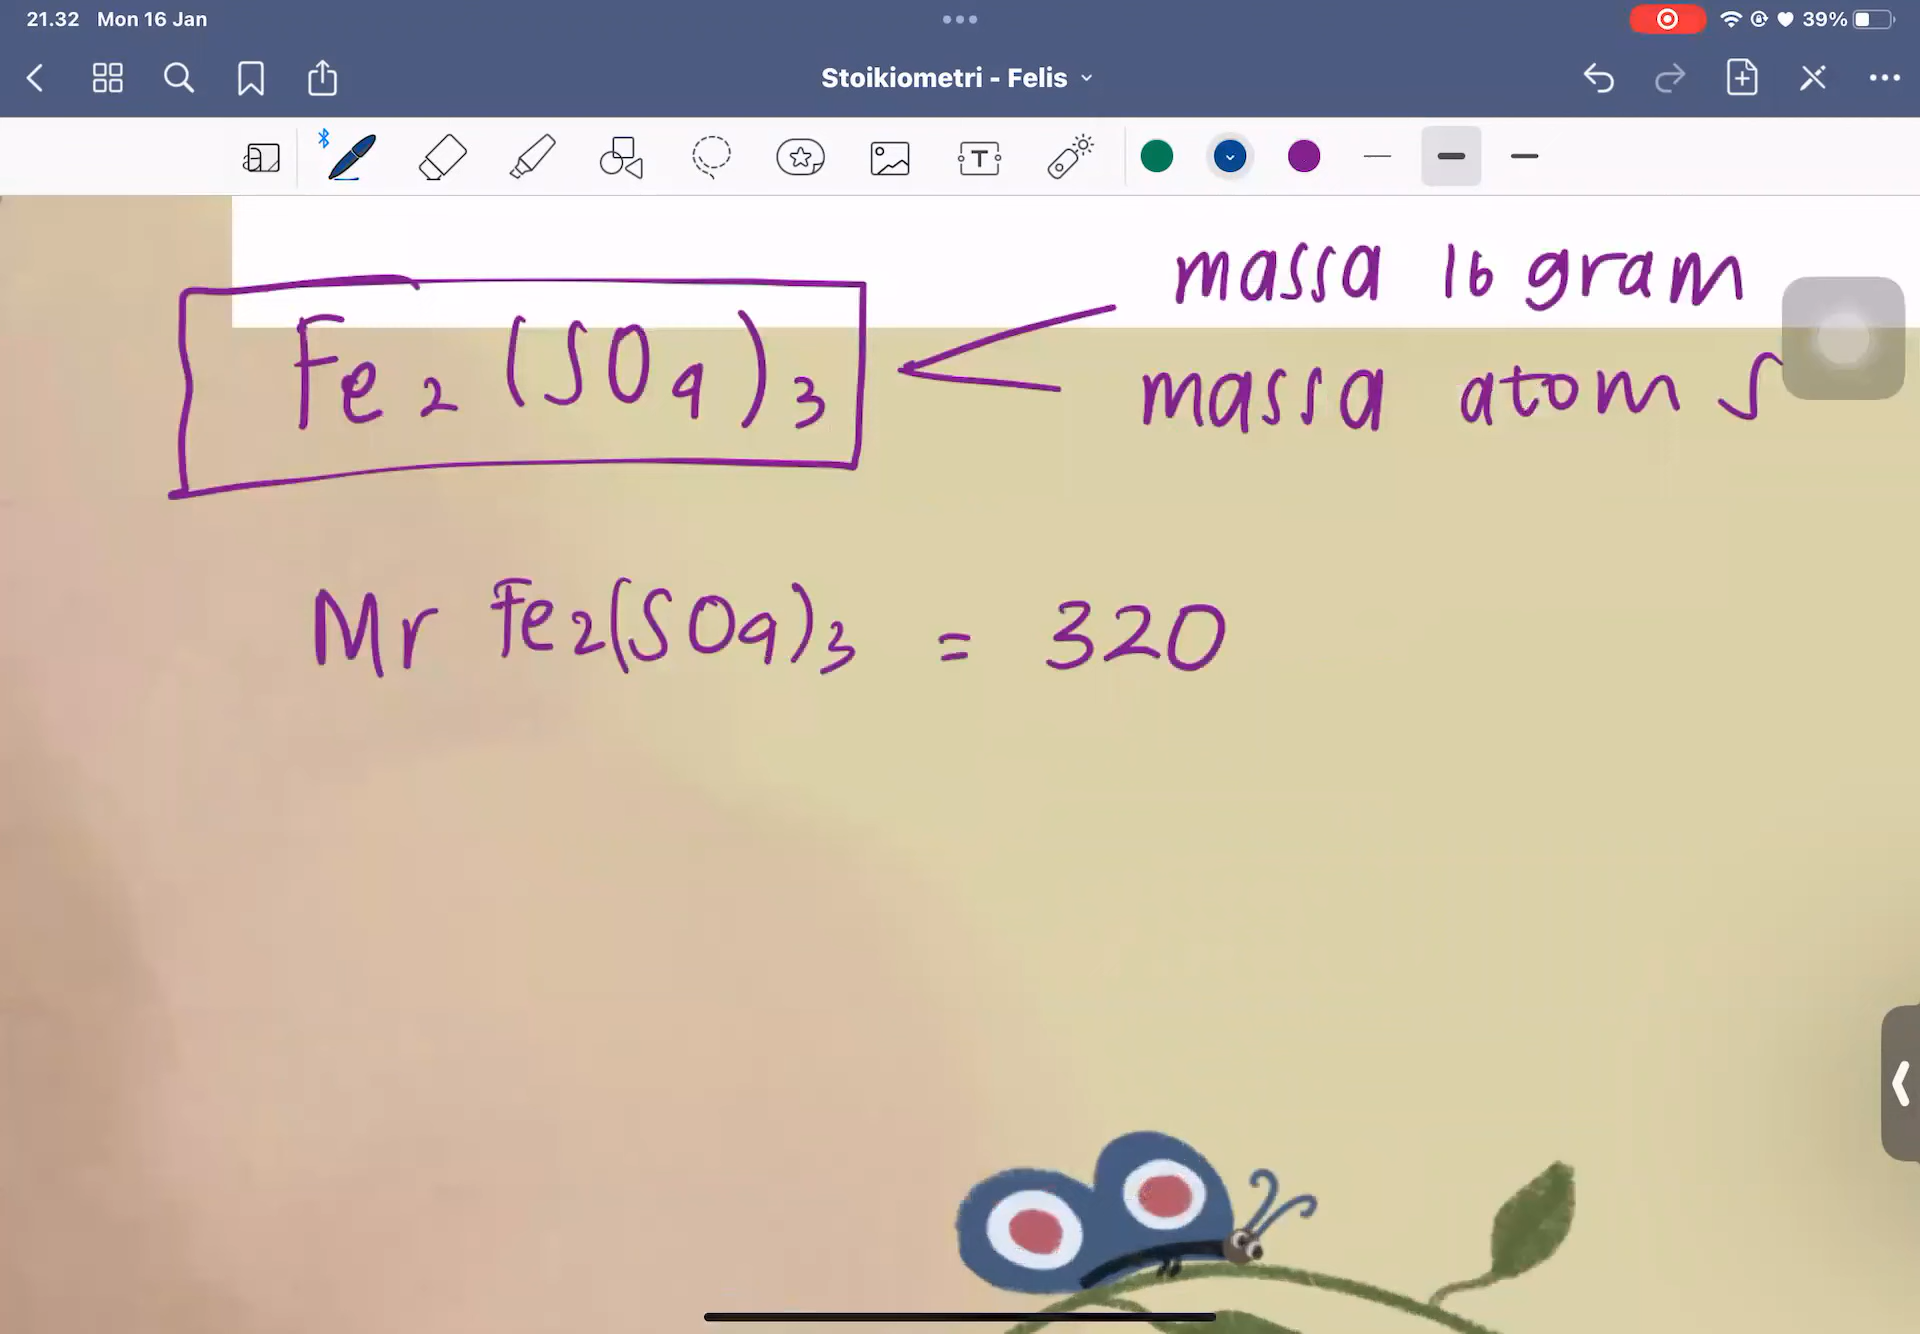 21.32 Mon 16 Jan
39%
Stoikiometri - Felis
massa 16 gram
Fe2(SO4)3
massa atom S
Mr Fe2(SO4)3 = 320